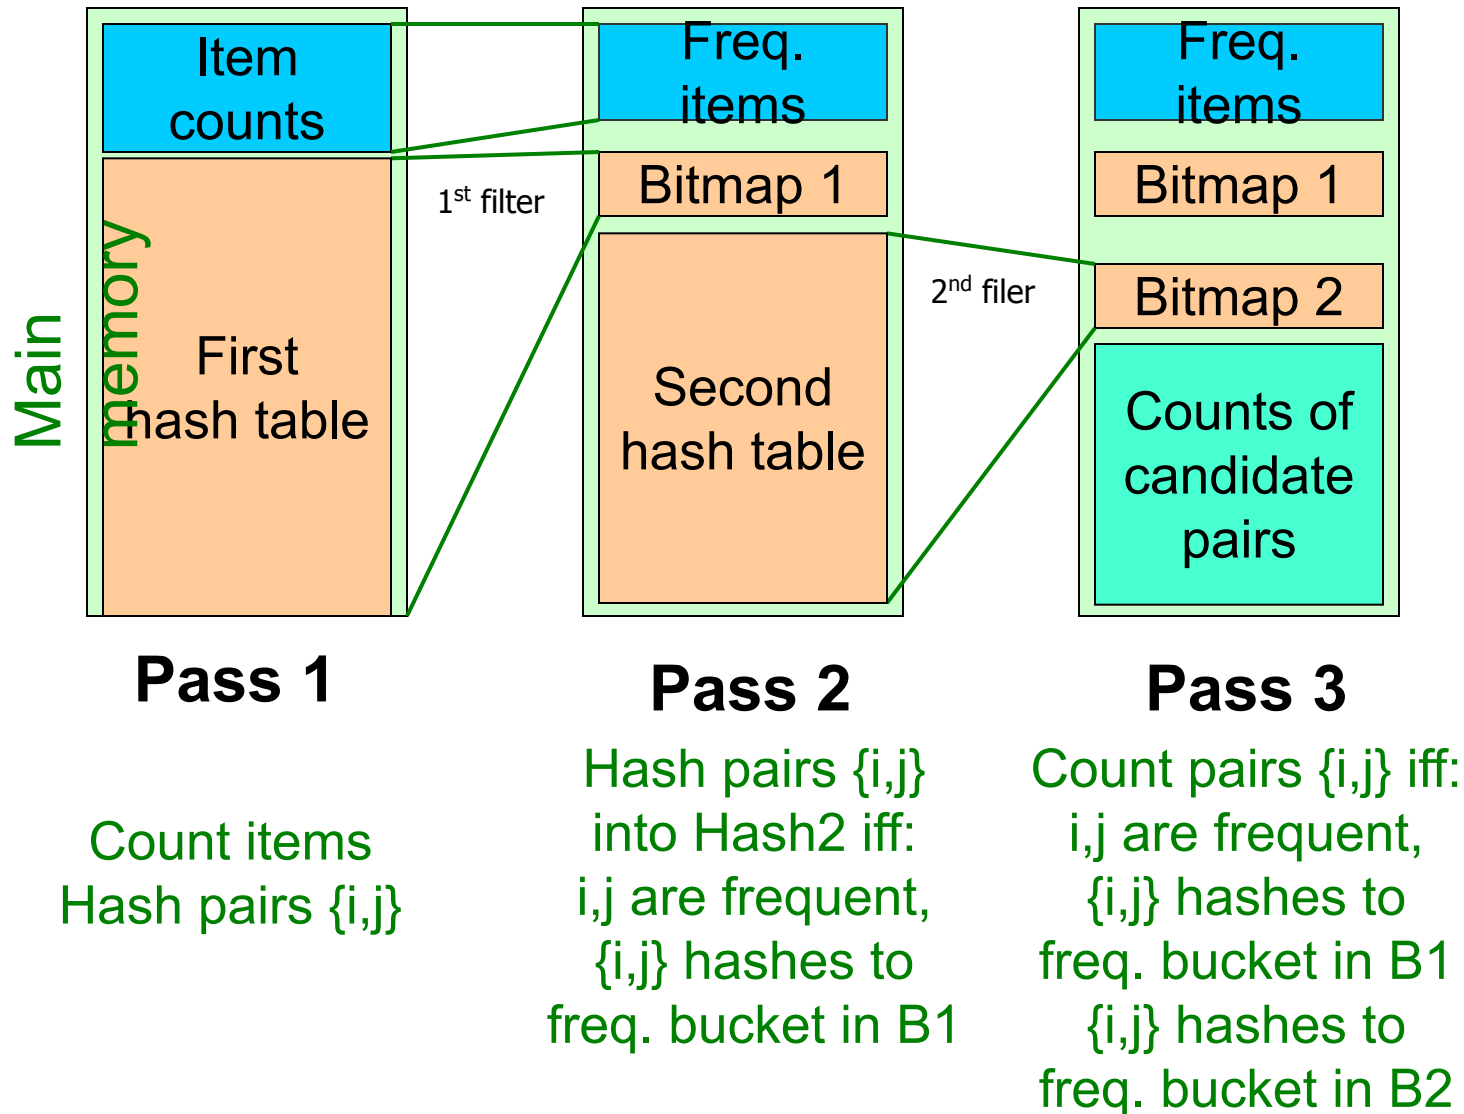 Item
counts
First
hash table
Main
memory
1st filter
Freq.
items
Bitmap 1
Second
hash table
2nd filer
Freq.
items
Bitmap 1
Bitmap 2
Counts of
candidate
pairs
Pass 1
Count items
Hash pairs {i,j}
Pass 2
Hash pairs {i,j}
into Hash2 iff:
i,j are frequent,
{i,j} hashes to
freq. bucket in B1
Pass 3
Count pairs {i,j} iff:
i,j are frequent,
{i,j} hashes to
freq. bucket in B1
{i,j} hashes to
freq. bucket in B2